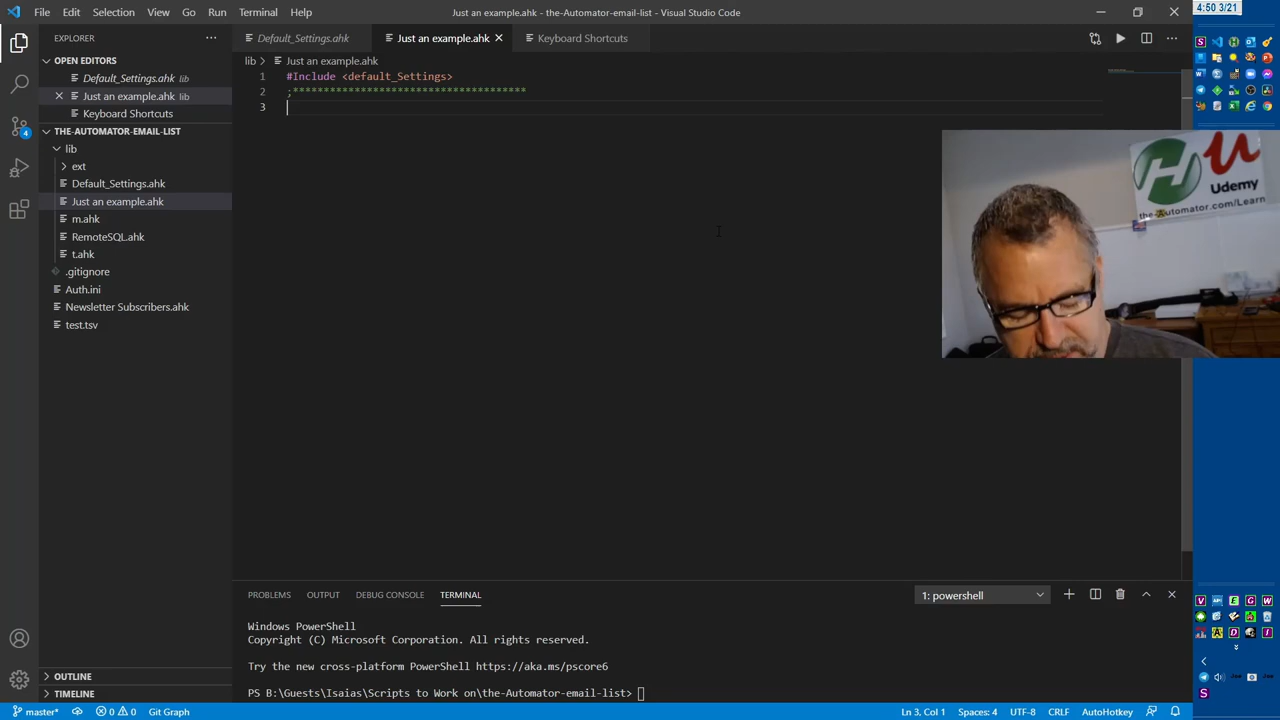 File Edit Selection View Go Run Terminal Help
Just an example.ahk - the-Automator-email-list - Visual Studio Code
4:50 3/21
EXPLORER
Default_Settings.ahk
Just an example.ahk
Keyboard Shortcuts
OPEN EDITORS
Default_Settings.ahk lib
Just an example.ahk lib
Keyboard Shortcuts
THE-AUTOMATOR-EMAIL-LIST
lib
ext
Default_Settings.ahk
Just an example.ahk
m.ahk
RemoteSQL.ahk
t.ahk
.gitignore
Auth.ini
Newsletter Subscribers.ahk
test.tsv
OUTLINE
TIMELINE
4
lib > Just an example.ahk
1 #Include <default_Settings>
2 ;**************************************
3
H u
Udemy
the-Automator.com/Learn
PROBLEMS OUTPUT DEBUG CONSOLE TERMINAL
1: powershell
Windows PowerShell
Copyright (C) Microsoft Corporation. All rights reserved.
Try the new cross-platform PowerShell https://aka.ms/pscore6
PS B:\Guests\Isaias\Scripts to Work on\the-Automator-email-list>
master* 0 0 Git Graph
Ln 3, Col 1 Spaces: 4 UTF-8 CRLF AutoHotkey